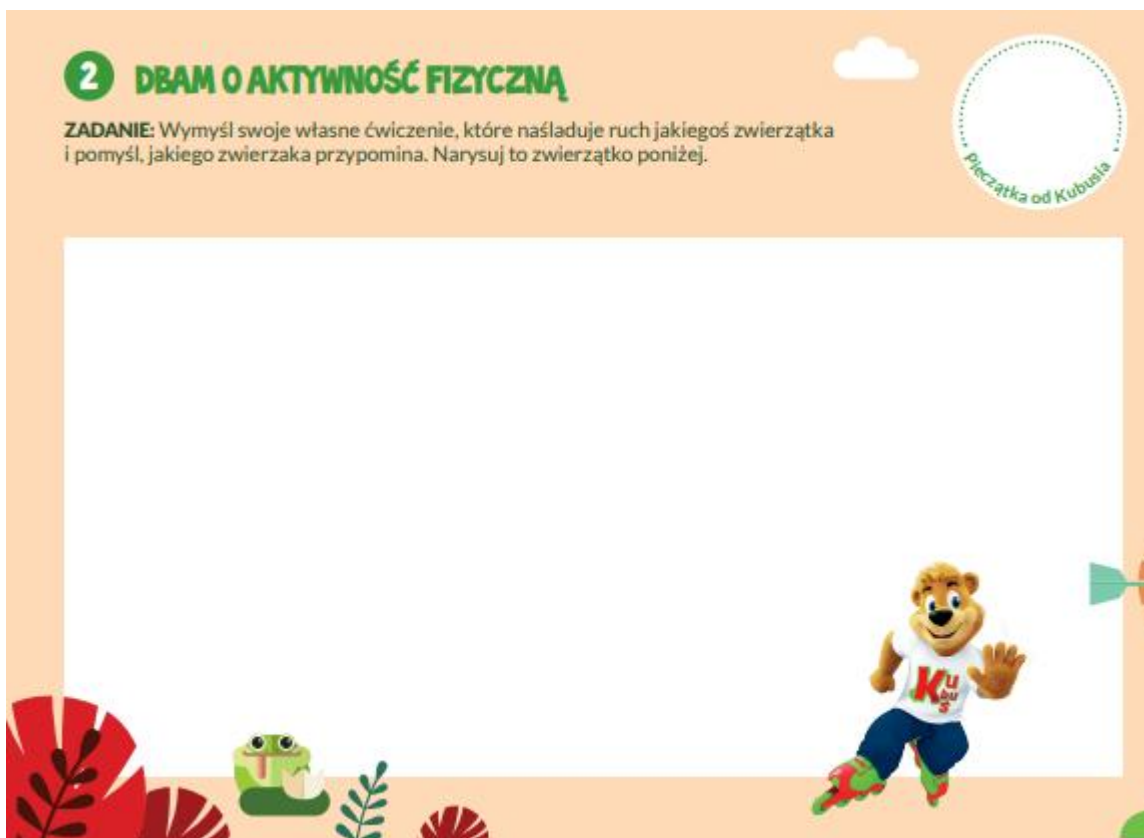 2 DBAM O AKTYWNOŚĆ FIZYCZNĄ
ZADANIE: Wymyśl swoje własne ćwiczenie, które naśladuje ruch jakiegoś zwierzątka
i pomyśl, jakiego zwierzaka przypomina. Narysuj to zwierzątko poniżej.
Pieczątka od Kubusia
Kubuś